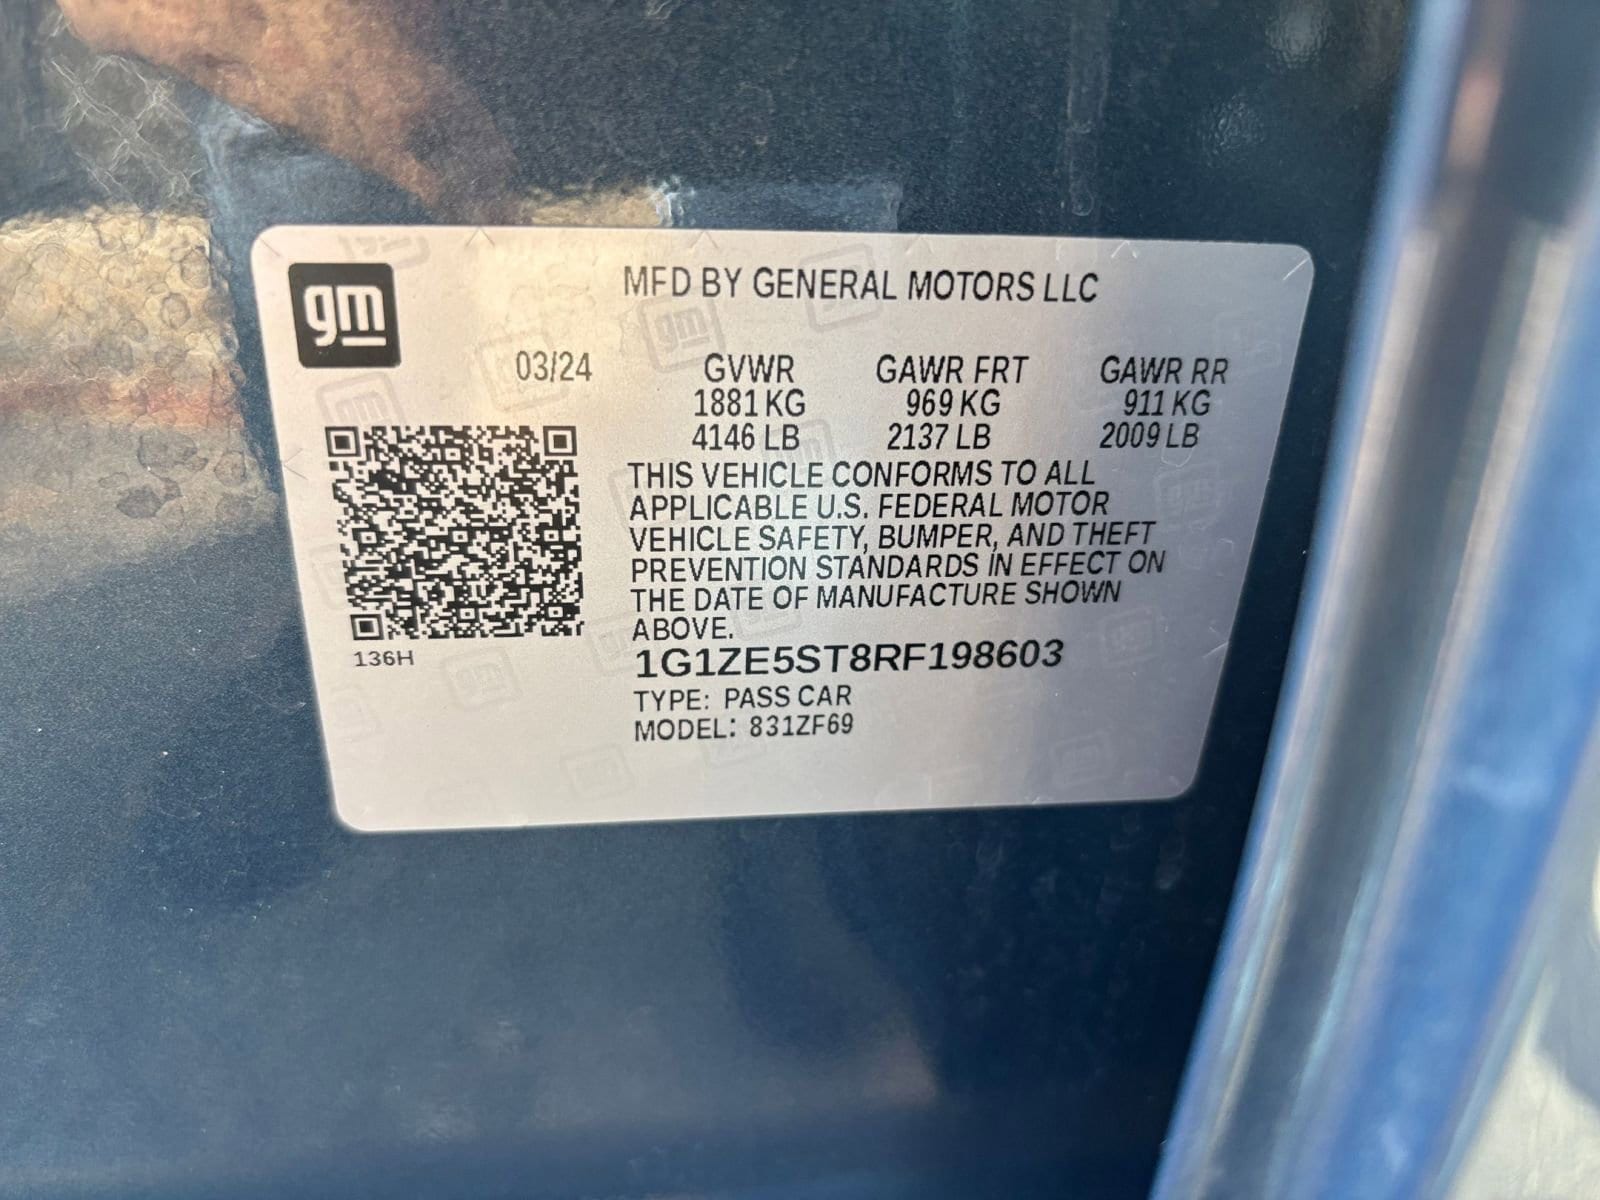 gm
MFD BY GENERAL MOTORS LLC
03/24 GVWR GAWR FRT GAWR RR
1881 KG 969 KG 911 KG
4146 LB 2137 LB 2009 LB
THIS VEHICLE CONFORMS TO ALL
APPLICABLE U.S. FEDERAL MOTOR
VEHICLE SAFETY, BUMPER, AND THEFT
PREVENTION STANDARDS IN EFFECT ON
THE DATE OF MANUFACTURE SHOWN
ABOVE.
136H
1G1ZE5ST8RF198603
TYPE: PASS CAR
MODEL: 831ZF69